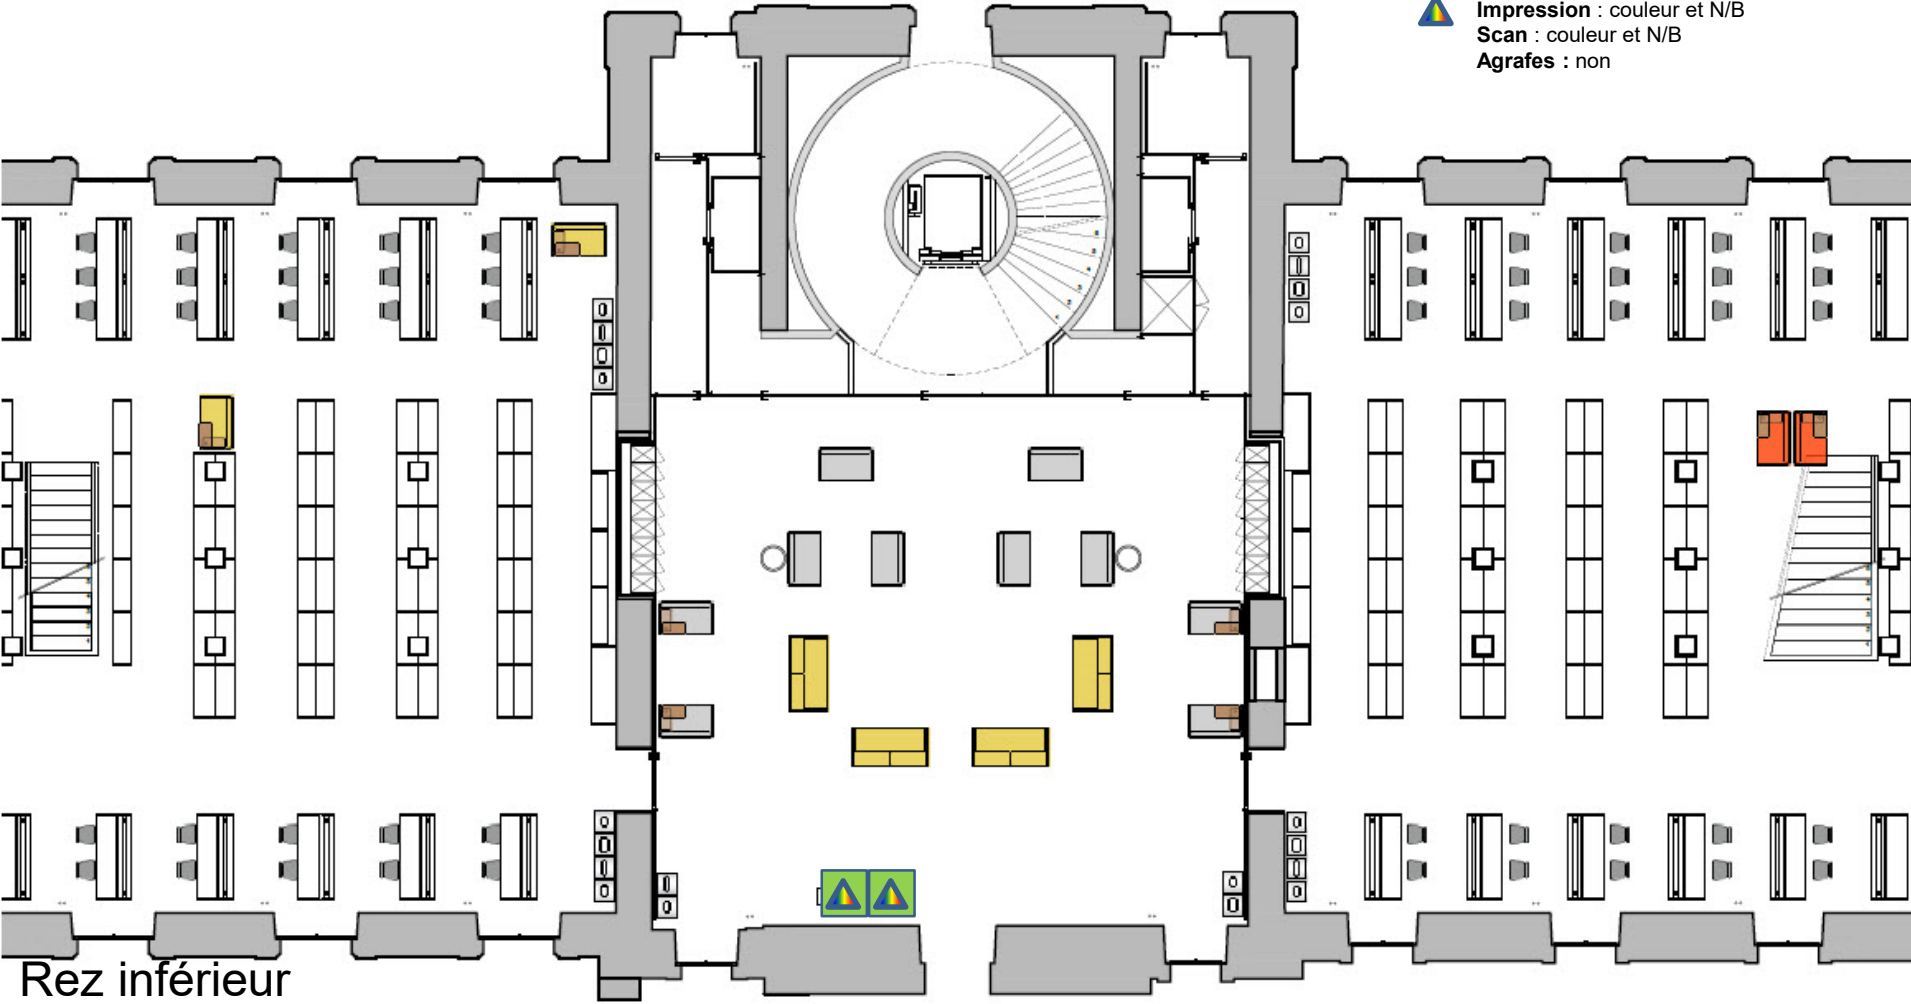 Impression : couleur et N/B
Scan : couleur et N/B
Agrafes : non
Rez inférieur